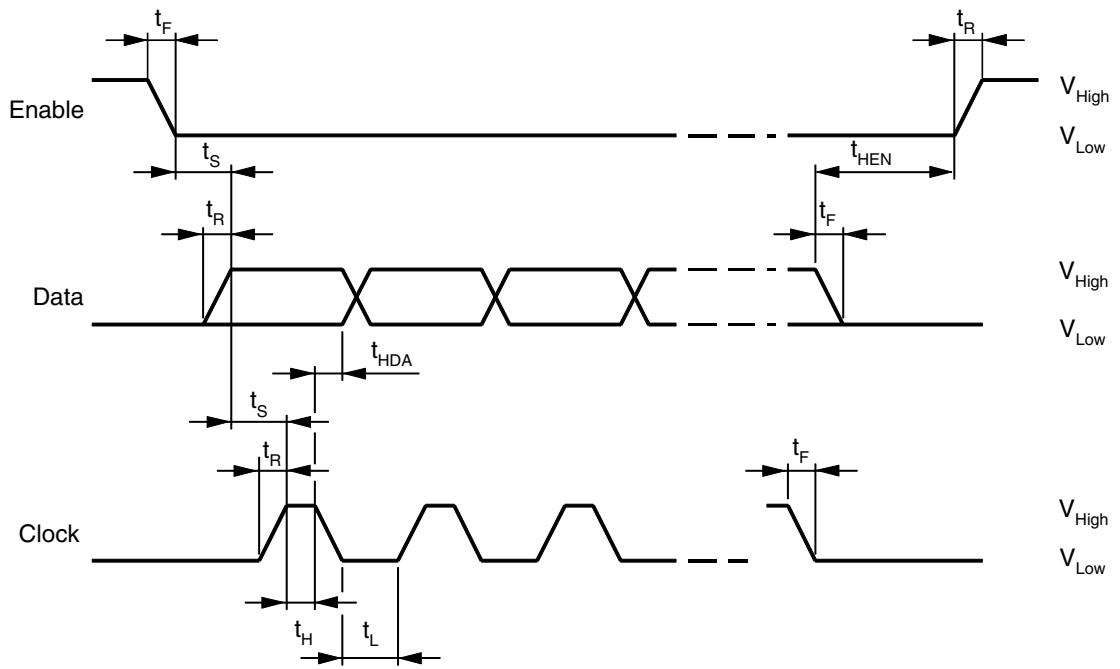 tF
tR
Enable
VHigh
VLow
tS
tHEN
tR
tF
Data
VHigh
VLow
tHDA
tS
tR
tF
Clock
VHigh
VLow
tH
tL